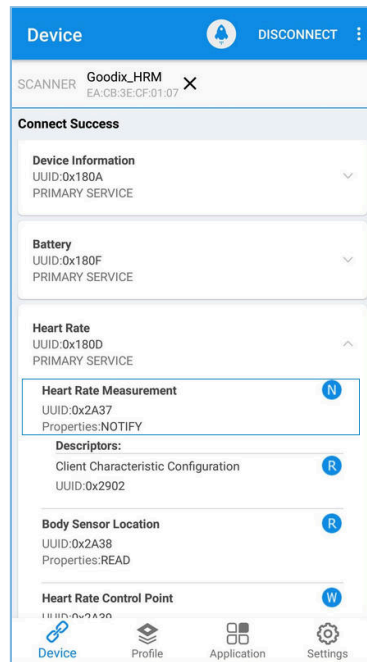 Device
DISCONNECT
SCANNER
Goodix_HRM
EA:CB:3E:CF:01:07
Connect Success
Device Information
UUID:0x180A
PRIMARY SERVICE
Battery
UUID:0x180F
PRIMARY SERVICE
Heart Rate
UUID:0x180D
PRIMARY SERVICE
Heart Rate Measurement
N
UUID:0x2A37
Properties:NOTIFY
Descriptors:
Client Characteristic Configuration
R
UUID:0x2902
Body Sensor Location
R
UUID:0x2A38
Properties:READ
Heart Rate Control Point
W
UUID:0x2A39
Device
Profile
Application
Settings